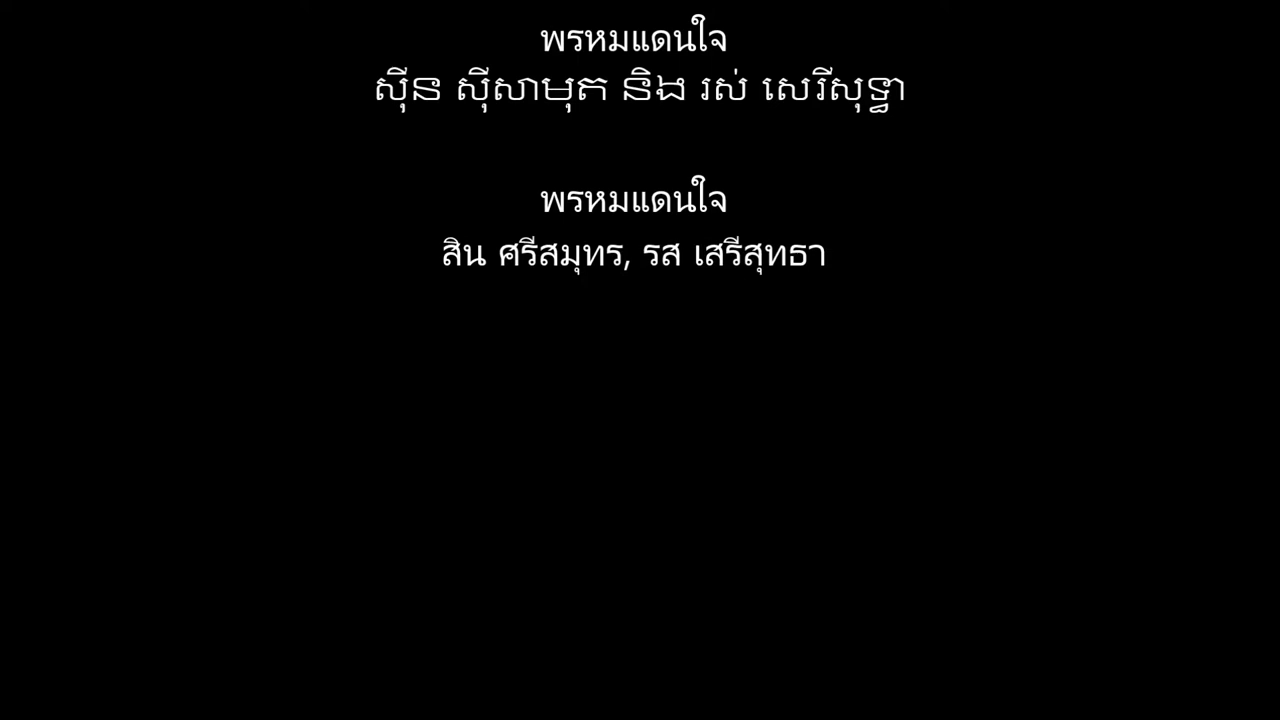 พรหมแดนใจ
ស៊ីន ស៊ីសាមុត និង រស់ សេរីសុទ្ធា
พรหมแดนใจ
สิน ศรีสมุทร, รส เสรีสุทธา